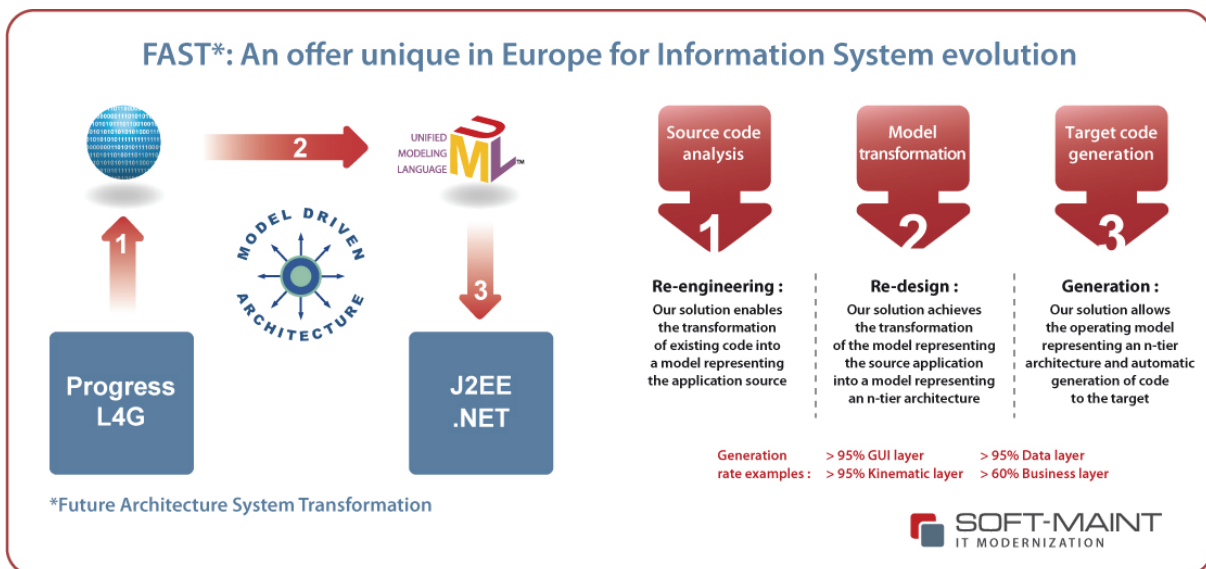 FAST*: An offer unique in Europe for Information System evolution
2
UNIFIED
MODELING
LANGUAGE
UML™
1
MODEL DRIVEN
ARCHITECTURE
3
Progress
L4G
J2EE
.NET
*Future Architecture System Transformation
Source code
analysis
1
Model
transformation
2
Target code
generation
3
Re-engineering :
Our solution enables
the transformation
of existing code into
a model representing
the application source
Re-design :
Our solution achieves
the transformation
of the model representing
the source application
into a model representing
an n-tier architecture
Generation :
Our solution allows
the operating model
representing an n-tier
architecture and automatic
generation of code
to the target
Generation > 95% GUI layer > 95% Data layer
rate examples : > 95% Kinematic layer > 60% Business layer
SOFT-MAINT
IT MODERNIZATION